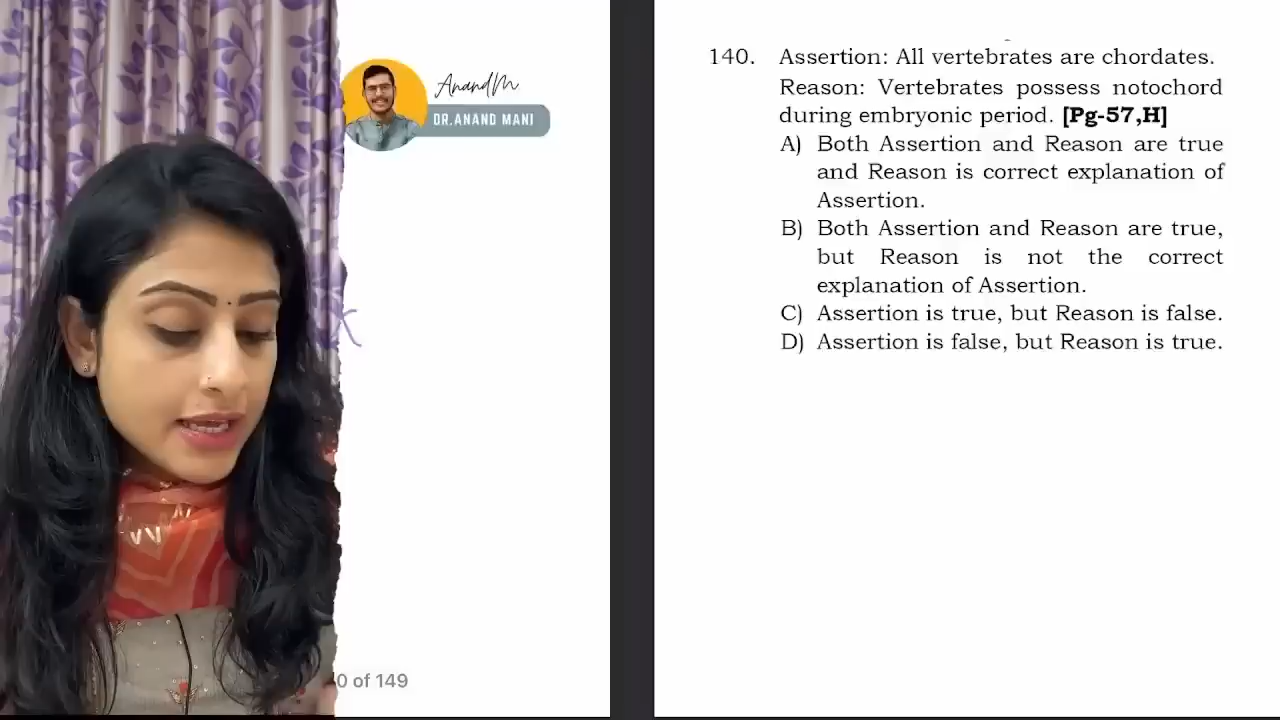 AnandM
DR.ANAND MANI
140. Assertion: All vertebrates are chordates.
Reason: Vertebrates possess notochord
during embryonic period. [Pg-57,H]
A) Both Assertion and Reason are true
and Reason is correct explanation of
Assertion.
B) Both Assertion and Reason are true,
but Reason is not the correct
explanation of Assertion.
C) Assertion is true, but Reason is false.
D) Assertion is false, but Reason is true.
0 of 149